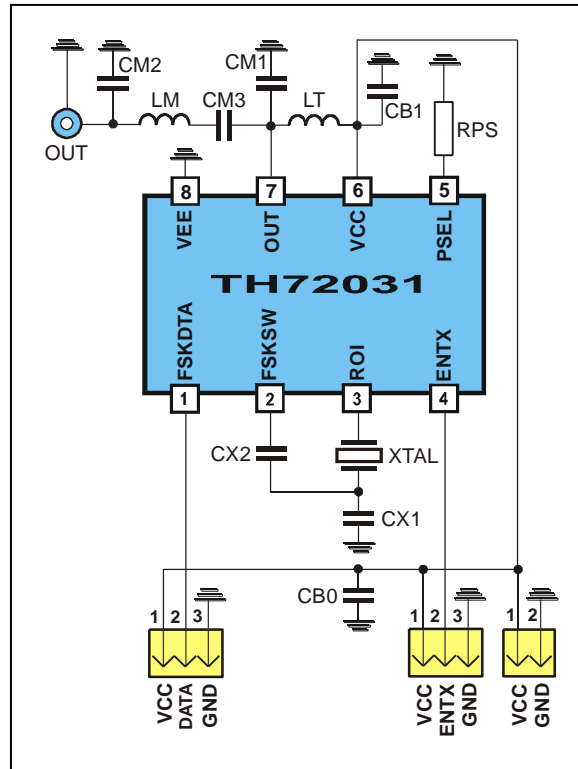 CM2
CM1
LM
CM3
LT
CB1
RPS
OUT
8
7
6
5
VEE
OUT
VCC
PSEL
TH72031
FSKDTA
FSKSW
ROI
ENTX
1
2
3
4
CX2
XTAL
CX1
CB0
1 2 3
1 2 3
1 2
VCC
DATA
GND
VCC
ENTX
GND
VCC
GND